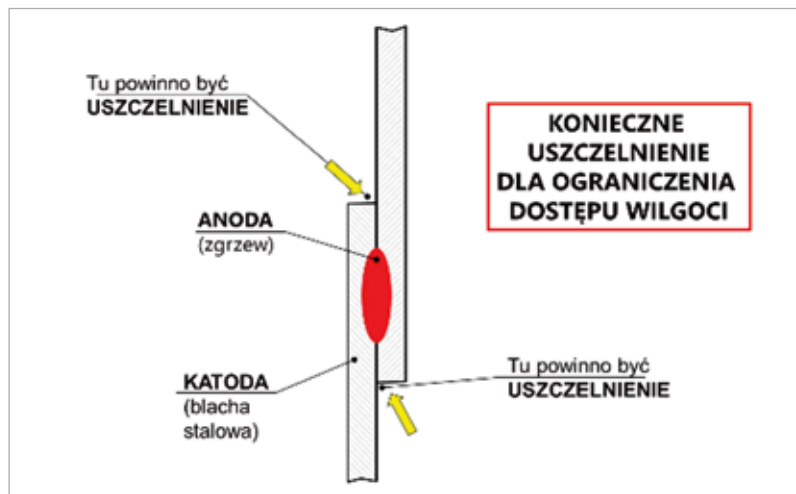 Tu powinno być
USZCZELNIENIE
KONIECZNE
USZCZELNIENIE
DLA OGRANICZENIA
DOSTĘPU WILGOCI
ANODA
(zgrzew)
KATODA
(blacha
stalowa)
Tu powinno być
USZCZELNIENIE